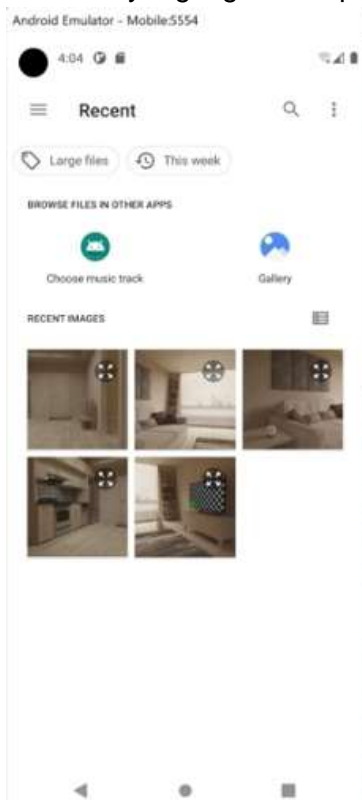 Android Emulator - Mobile:5554
4:04
Recent
Large files
This week
BROWSE FILES IN OTHER APPS
Choose music track
Gallery
RECENT IMAGES